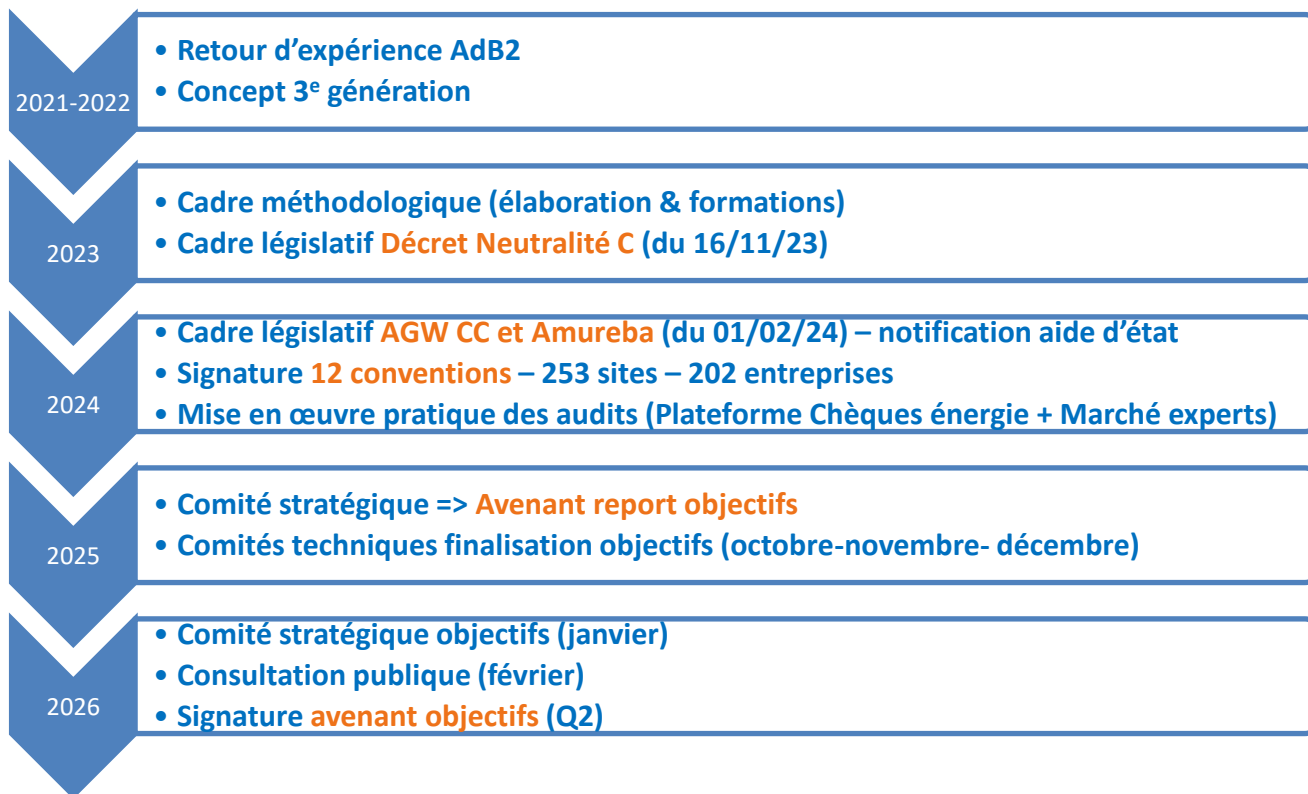 2021-2022
• Retour d’expérience AdB2
• Concept 3e génération
2023
• Cadre méthodologique (élaboration & formations)
• Cadre législatif Décret Neutralité C (du 16/11/23)
2024
• Cadre législatif AGW CC et Amureba (du 01/02/24) – notification aide d’état
• Signature 12 conventions – 253 sites – 202 entreprises
• Mise en œuvre pratique des audits (Plateforme Chèques énergie + Marché experts)
2025
• Comité stratégique => Avenant report objectifs
• Comités techniques finalisation objectifs (octobre-novembre- décembre)
2026
• Comité stratégique objectifs (janvier)
• Consultation publique (février)
• Signature avenant objectifs (Q2)